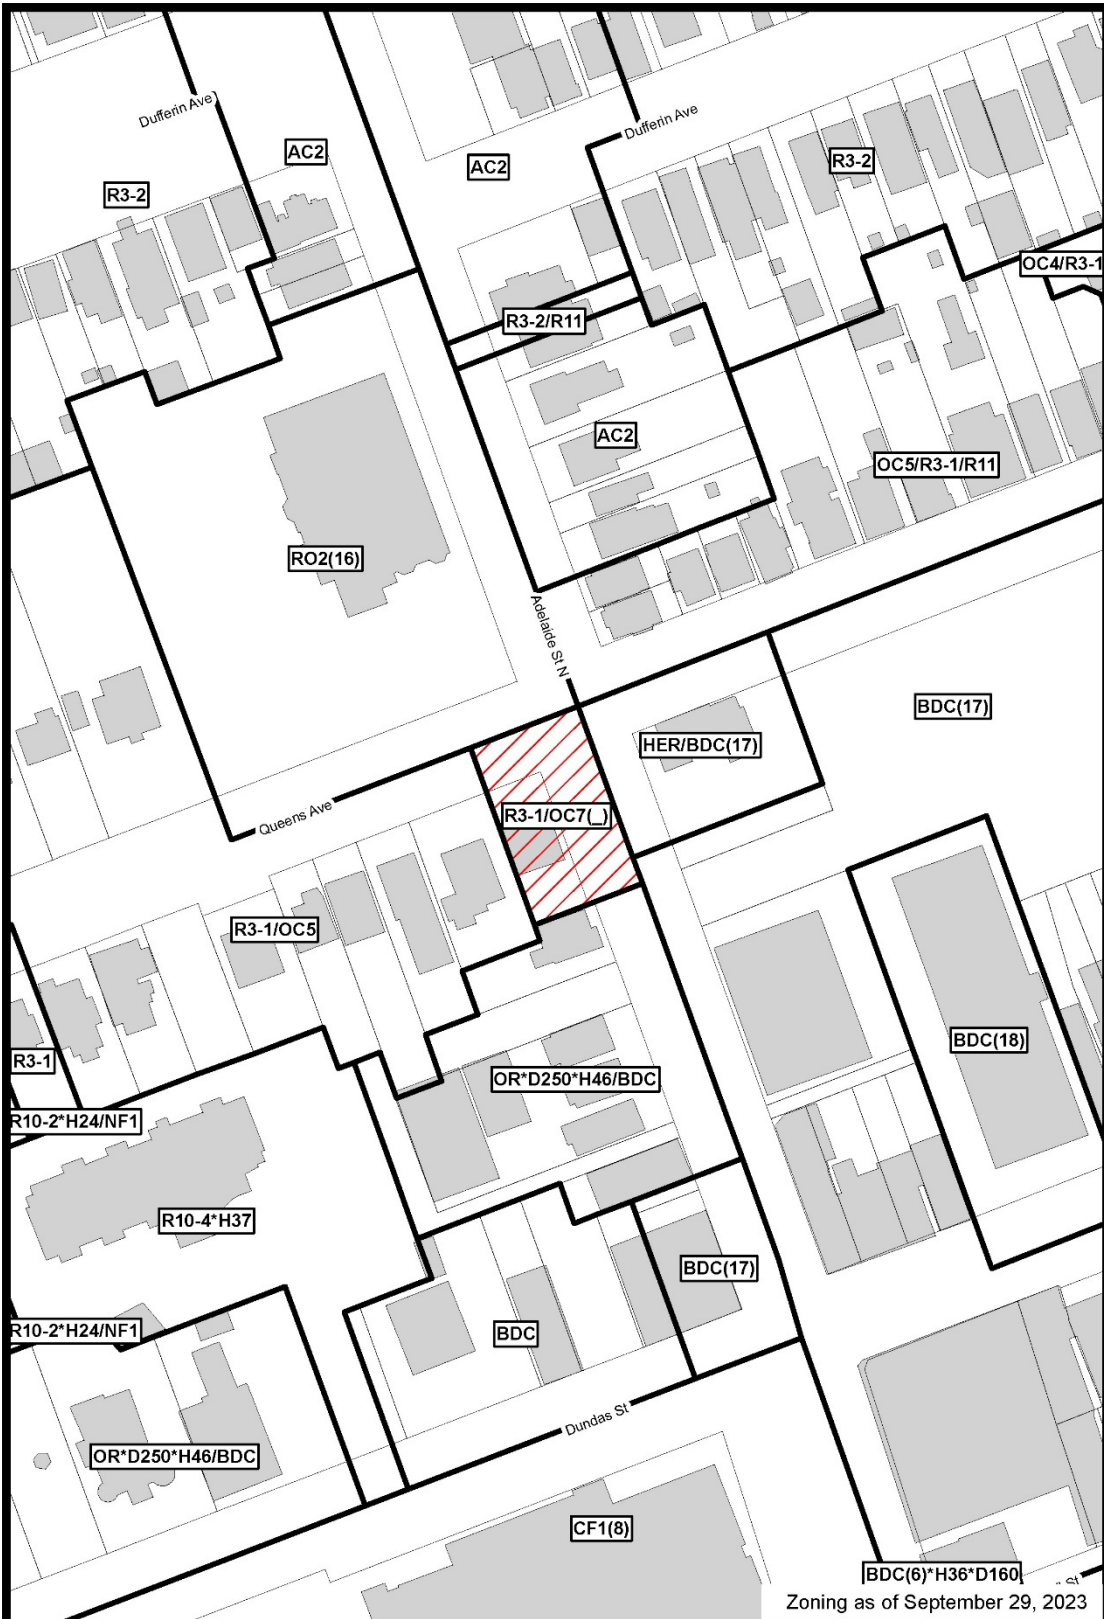 Dufferin Ave
Dufferin Ave
AC2
AC2
R3-2
R3-2
OC4/R3-1
R3-2/R11
AC2
OC5/R3-1/R11
RO2(16)
Adelaide St N
BDC(17)
HER/BDC(17)
Queens Ave
R3-1/OC7(_)
R3-1/OC5
BDC(18)
R3-1
OR*D250*H46/BDC
R10-2*H24/NF1
R10-4*H37
BDC(17)
R10-2*H24/NF1
BDC
Dundas St
OR*D250*H46/BDC
CF1(8)
BDC(6)*H36*D160
St
Zoning as of September 29, 2023